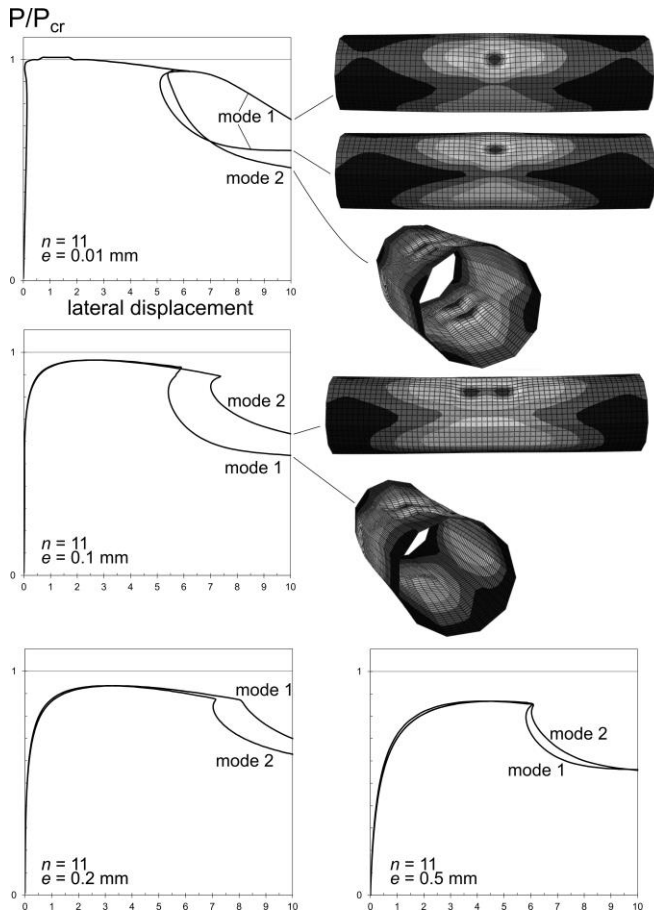 P/Pcr
1
mode 1
mode 2
n = 11
e = 0.01 mm
0
0 1 2 3 4 5 6 7 8 9 10
lateral displacement
1
mode 2
mode 1
n = 11
e = 0.1 mm
0
0 1 2 3 4 5 6 7 8 9 10
1
mode 1
mode 2
n = 11
e = 0.2 mm
0
0 1 2 3 4 5 6 7 8 9 10
1
mode 2
mode 1
n = 11
e = 0.5 mm
0
0 1 2 3 4 5 6 7 8 9 10